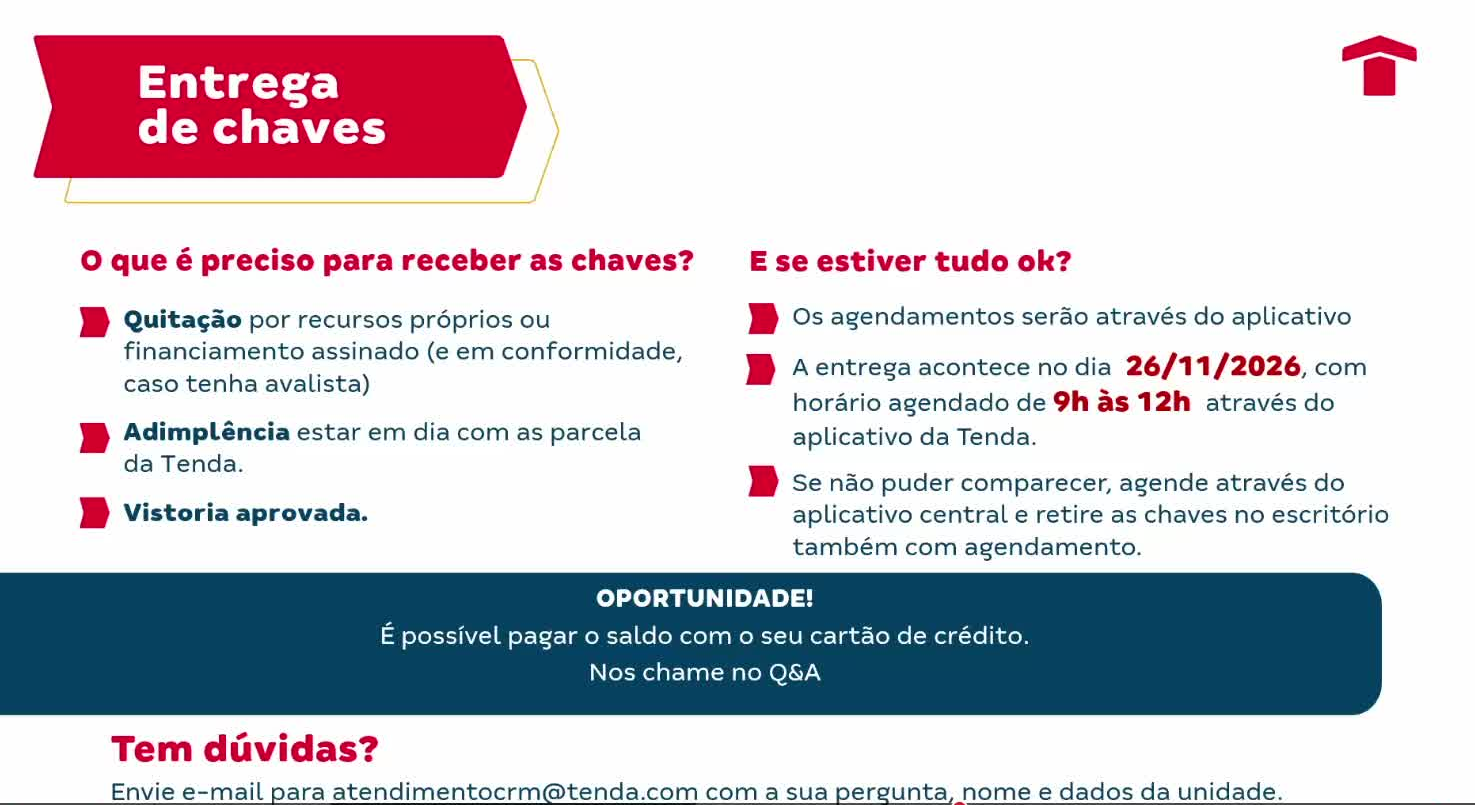 Entrega
de chaves
O que é preciso para receber as chaves?
Quitação por recursos próprios ou
financiamento assinado (e em conformidade,
caso tenha avalista)
Adimplência estar em dia com as parcela
da Tenda.
Vistoria aprovada.
E se estiver tudo ok?
Os agendamentos serão através do aplicativo
A entrega acontece no dia 26/11/2026, com
horário agendado de 9h às 12h através do
aplicativo da Tenda.
Se não puder comparecer, agende através do
aplicativo central e retire as chaves no escritório
também com agendamento.
OPORTUNIDADE!
É possível pagar o saldo com o seu cartão de crédito.
Nos chame no Q&A
Tem dúvidas?
Envie e-mail para atendimentocrm@tenda.com com a sua pergunta, nome e dados da unidade.